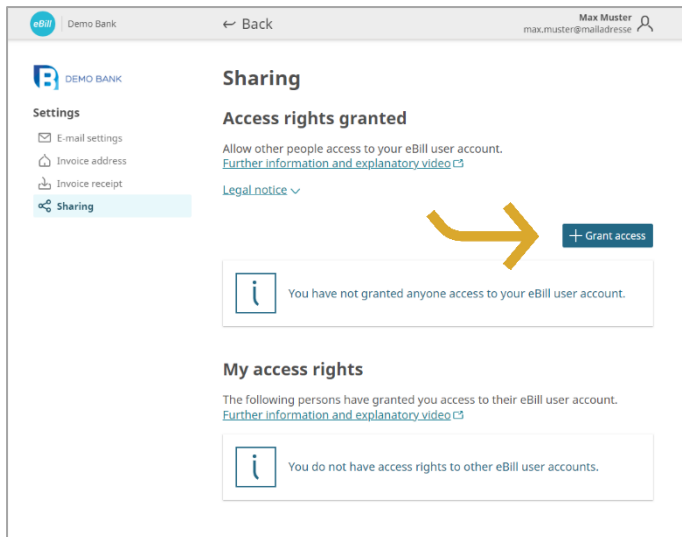 eBill
Demo Bank
← Back
Max Muster
max.muster@mailadresse
DEMO BANK
Settings
E-mail settings
Invoice address
Invoice receipt
Sharing
Sharing
Access rights granted
Allow other people access to your eBill user account.
Further information and explanatory video
Legal notice
+ Grant access
i
You have not granted anyone access to your eBill user account.
My access rights
The following persons have granted you access to their eBill user account.
Further information and explanatory video
i
You do not have access rights to other eBill user accounts.